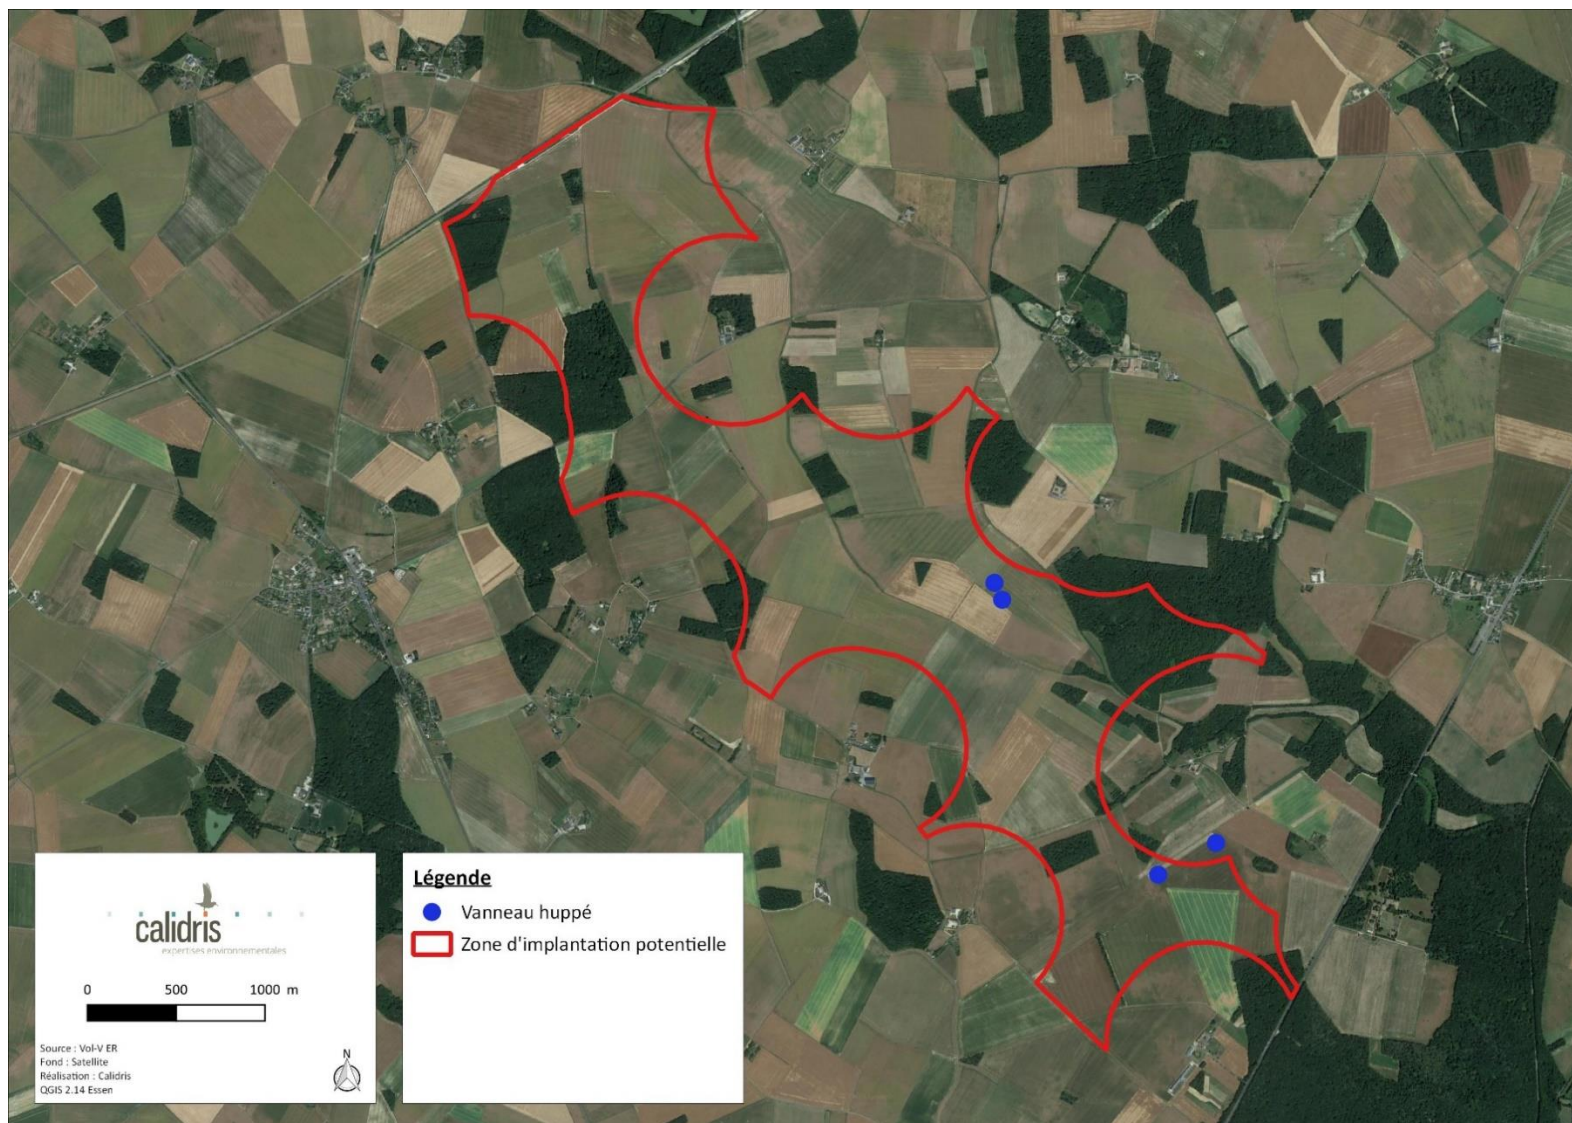 calidris
expertises environnementales
0 500 1000 m
Source : Vol-V ER
Fond : Satellite
Réalisation : Calidris
QGIS 2.14 Essen
N
Légende
Vanneau huppé
Zone d'implantation potentielle